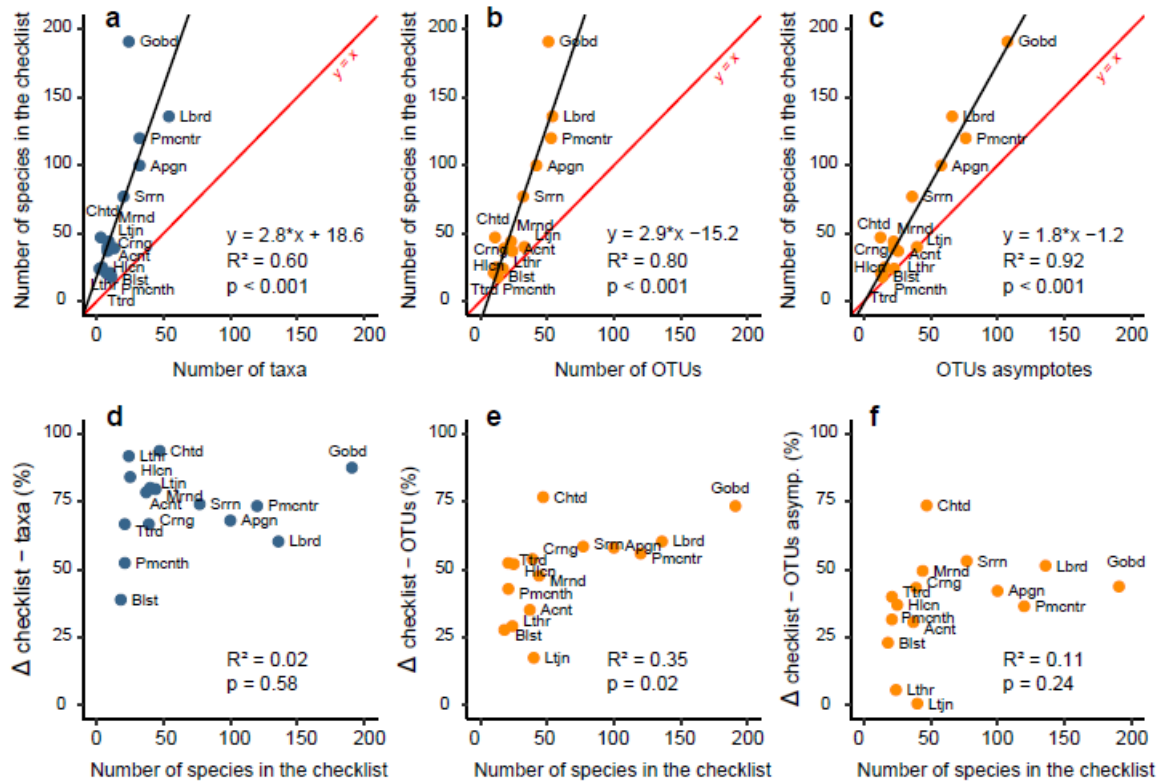 a
Number of species in the checklist
200
150
100
50
0
Gobd
Lbrd
Pmcntr
Apgn
Srrn
Chtd
Mrnd
Ltjn
Crng
Acnt
Hlcn
Lthr
Blst
Pmcnth
Ttrd
y = x
y = 2.8*x + 18.6
R² = 0.60
p < 0.001
0 50 100 150 200
Number of taxa
b
Number of species in the checklist
200
150
100
50
0
Gobd
Lbrd
Pmcntr
Apgn
Srrn
Chtd
Mrnd
Ltjn
Crng
Acnt
Hlcn
Lthr
Blst
Ttrd
Pmcnth
y = x
y = 2.9*x −15.2
R² = 0.80
p < 0.001
0 50 100 150 200
Number of OTUs
c
Number of species in the checklist
200
150
100
50
0
Gobd
Lbrd
Pmcntr
Apgn
Srrn
Chtd
Mrnd
Ltjn
Crng
Acnt
Hlcn
Lthr
Blst
Pmcnth
Ttrd
y = x
y = 1.8*x −1.2
R² = 0.92
p < 0.001
0 50 100 150 200
OTUs asymptotes
d
Δ checklist − taxa (%)
100
75
50
25
0
Lthr
Chtd
Gobd
Hlcn
Ltjn
Mrnd
Acnt
Srrn
Pmcntr
Ttrd
Crng
Apgn
Lbrd
Pmcnth
Blst
R² = 0.02
p = 0.58
0 50 100 150 200
Number of species in the checklist
e
Δ checklist − OTUs (%)
100
75
50
25
0
Gobd
Chtd
Crng
Srrn
Apgn
Lbrd
Pmcntr
Ttrd
Hlcn
Mrnd
Pmcnth
Acnt
Lthr
Blst
Ltjn
R² = 0.35
p = 0.02
0 50 100 150 200
Number of species in the checklist
f
Δ checklist − OTUs asymp. (%)
100
75
50
25
0
Chtd
Srrn
Lbrd
Gobd
Mrnd
Crng
Ttrd
Hlcn
Apgn
Pmcntr
Pmcnth
Acnt
Blst
Lthr
Ltjn
R² = 0.11
p = 0.24
0 50 100 150 200
Number of species in the checklist